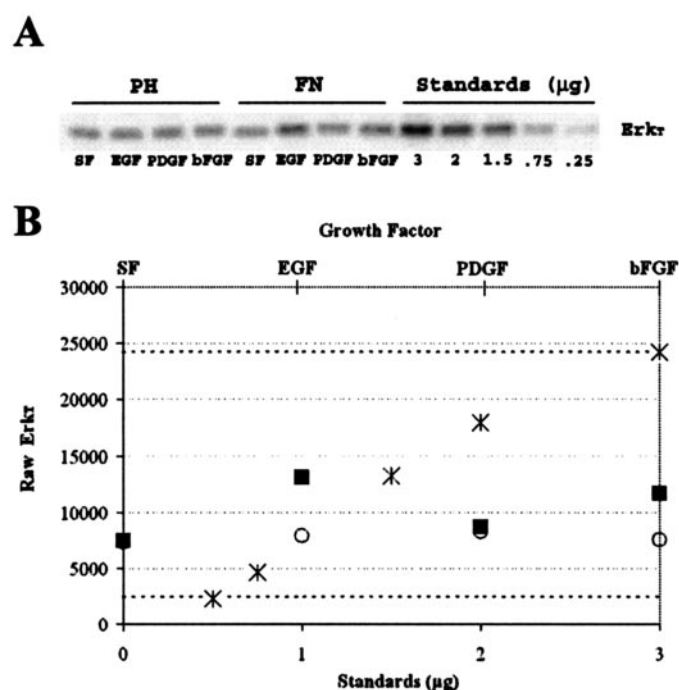 A
PH FN Standards (µg)
Erkт
SF EGF PDGF bFGF SF EGF PDGF bFGF 3 2 1.5 .75 .25
B
Growth Factor
SF EGF PDGF bFGF
30000
25000
20000
15000
10000
5000
0
Raw Erkт
0 1 2 3
Standards (µg)